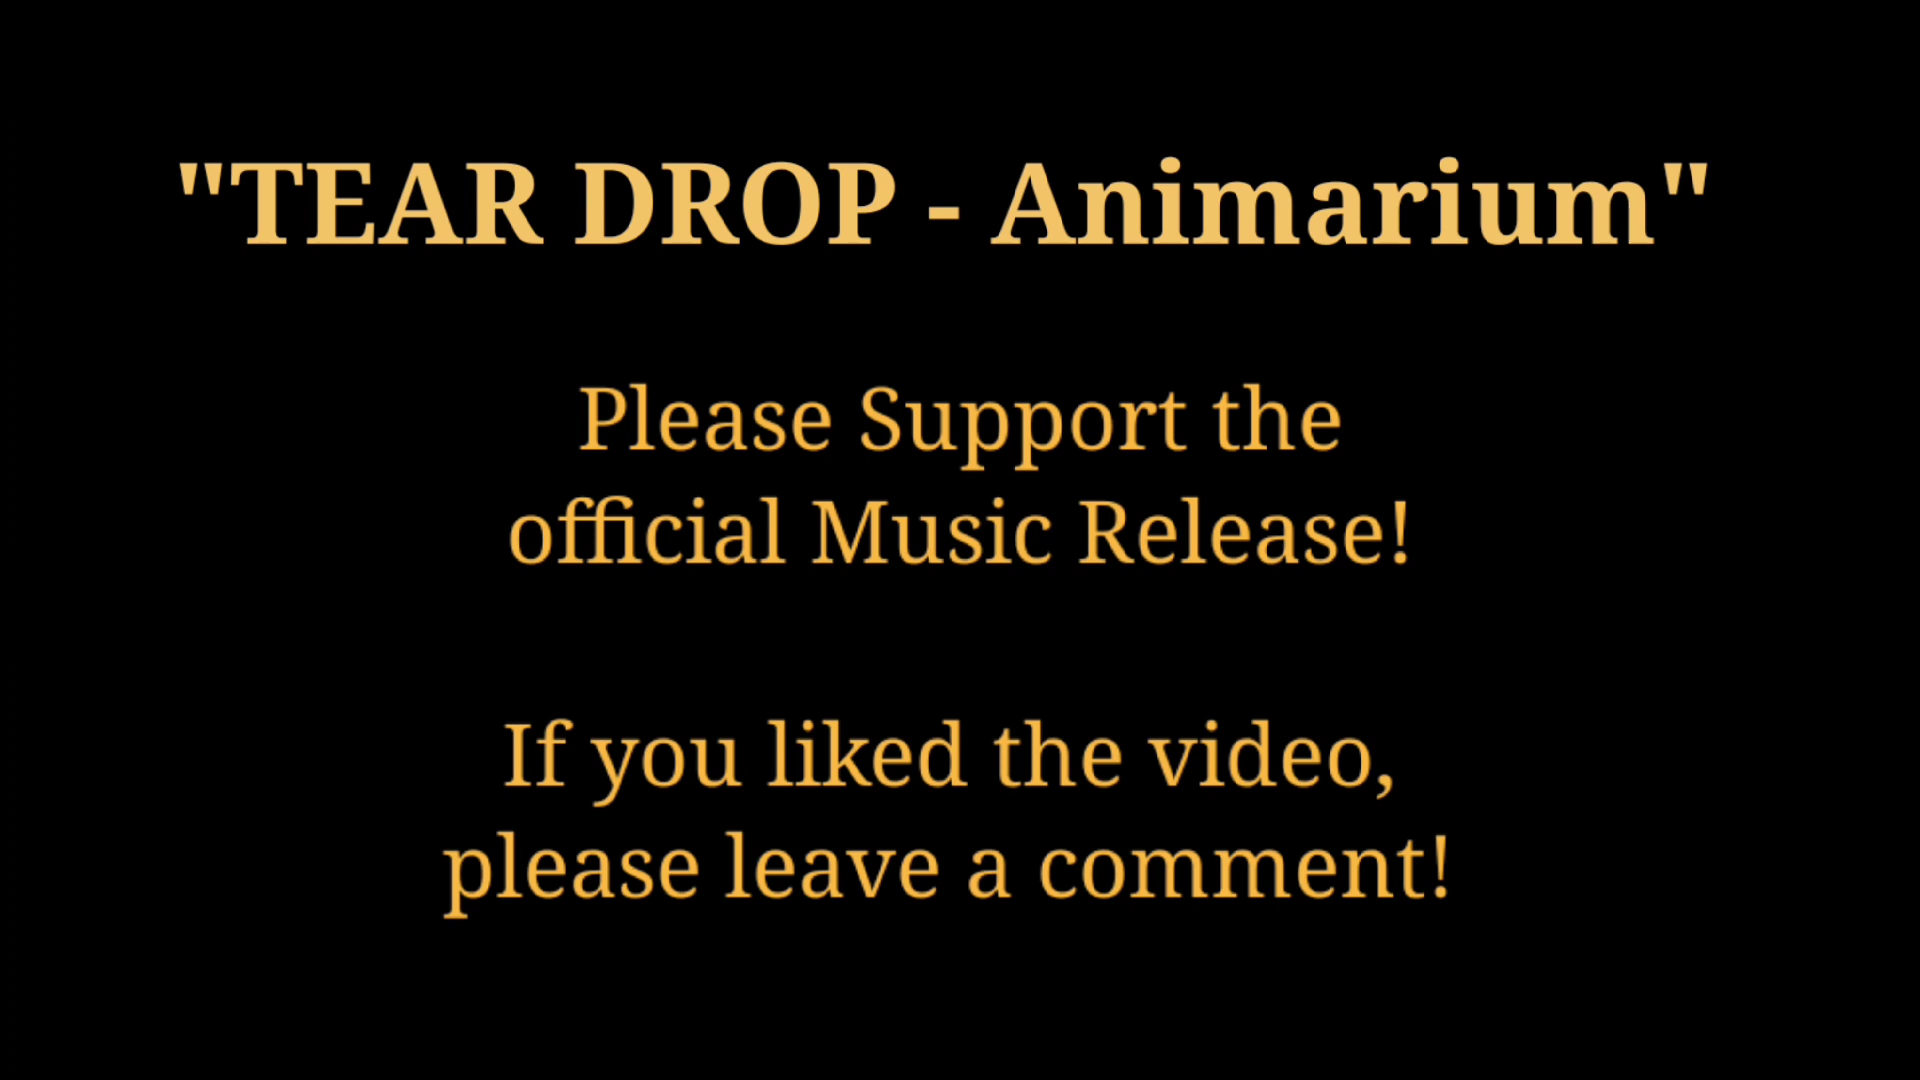 "TEAR DROP - Animarium"
Please Support the
official Music Release!
If you liked the video,
please leave a comment!